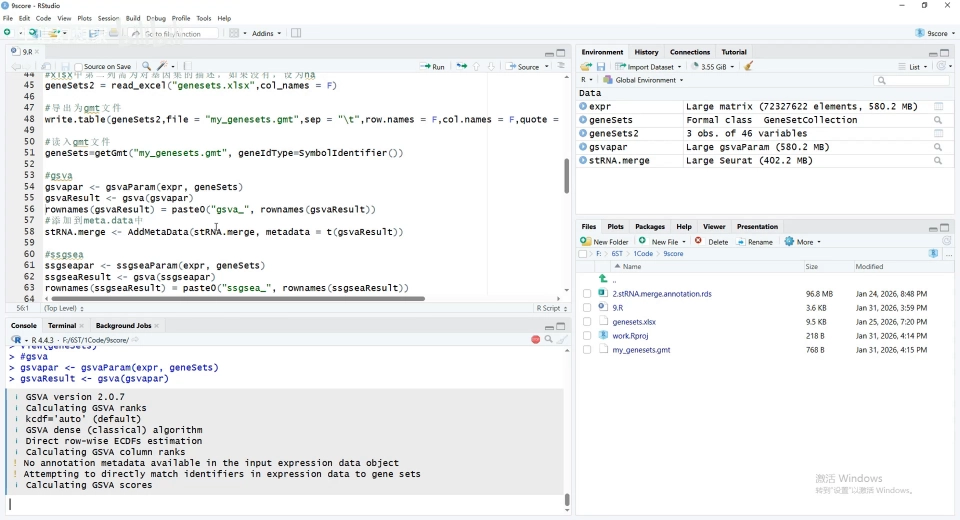 9score - RStudio
File Edit Code View Plots Session Build Debug Profile Tools Help
Go to file/function
Addins
9score
9.R
Source on Save
Run
Source
44 #xlsx中第二列需为对基因集的描述，如果没有，设为na
45 geneSets2 = read_excel("genesets.xlsx",col_names = F)
46
47 #导出为gmt文件
48 write.table(geneSets2,file = "my_genesets.gmt",sep = "\t",row.names = F,col.names = F,quote =
49
50 #读入gmt文件
51 geneSets=getGmt("my_genesets.gmt", geneIdType=SymbolIdentifier())
52
53 #gsva
54 gsvapar <- gsvaParam(expr, geneSets)
55 gsvaResult <- gsva(gsvapar)
56 rownames(gsvaResult) = paste0("gsva_", rownames(gsvaResult))
57 #添加到meta.data中
58 stRNA.merge <- AddMetaData(stRNA.merge, metadata = t(gsvaResult))
59
60 #ssgsea
61 ssgseapar <- ssgseaParam(expr, geneSets)
62 ssgseaResult <- gsva(ssgseapar)
63 rownames(ssgseaResult) = paste0("ssgsea_", rownames(ssgseaResult))
64
56:1 (Top Level) R Script
Console Terminal Background Jobs
R 4.4.3 · F:/6ST/1Code/9score/
> View(geneSets)
> #gsva
> gsvapar <- gsvaParam(expr, geneSets)
> gsvaResult <- gsva(gsvapar)
i GSVA version 2.0.7
i Calculating GSVA ranks
i kcdf='auto' (default)
i GSVA dense (classical) algorithm
i Direct row-wise ECDFs estimation
i Calculating GSVA column ranks
! No annotation metadata available in the input expression data object
! Attempting to directly match identifiers in expression data to gene sets
i Calculating GSVA scores
Environment History Connections Tutorial
Import Dataset 3.55 GiB List
R Global Environment
Data
expr Large matrix (72327622 elements, 580.2 MB)
geneSets Formal class GeneSetCollection
geneSets2 3 obs. of 46 variables
gsvapar Large gsvaParam (580.2 MB)
stRNA.merge Large Seurat (402.2 MB)
Files Plots Packages Help Viewer Presentation
New Folder New File Delete Rename More
F: 6ST 1Code 9score
Name Size Modified
..
2.stRNA.merge.annotation.rds 96.8 MB Jan 24, 2026, 8:48 PM
9.R 3.6 KB Jan 31, 2026, 3:59 PM
genesets.xlsx 9.5 KB Jan 25, 2026, 7:20 PM
work.Rproj 218 B Jan 31, 2026, 4:14 PM
my_genesets.gmt 768 B Jan 31, 2026, 4:15 PM
激活 Windows
转到"设置"以激活 Windows。